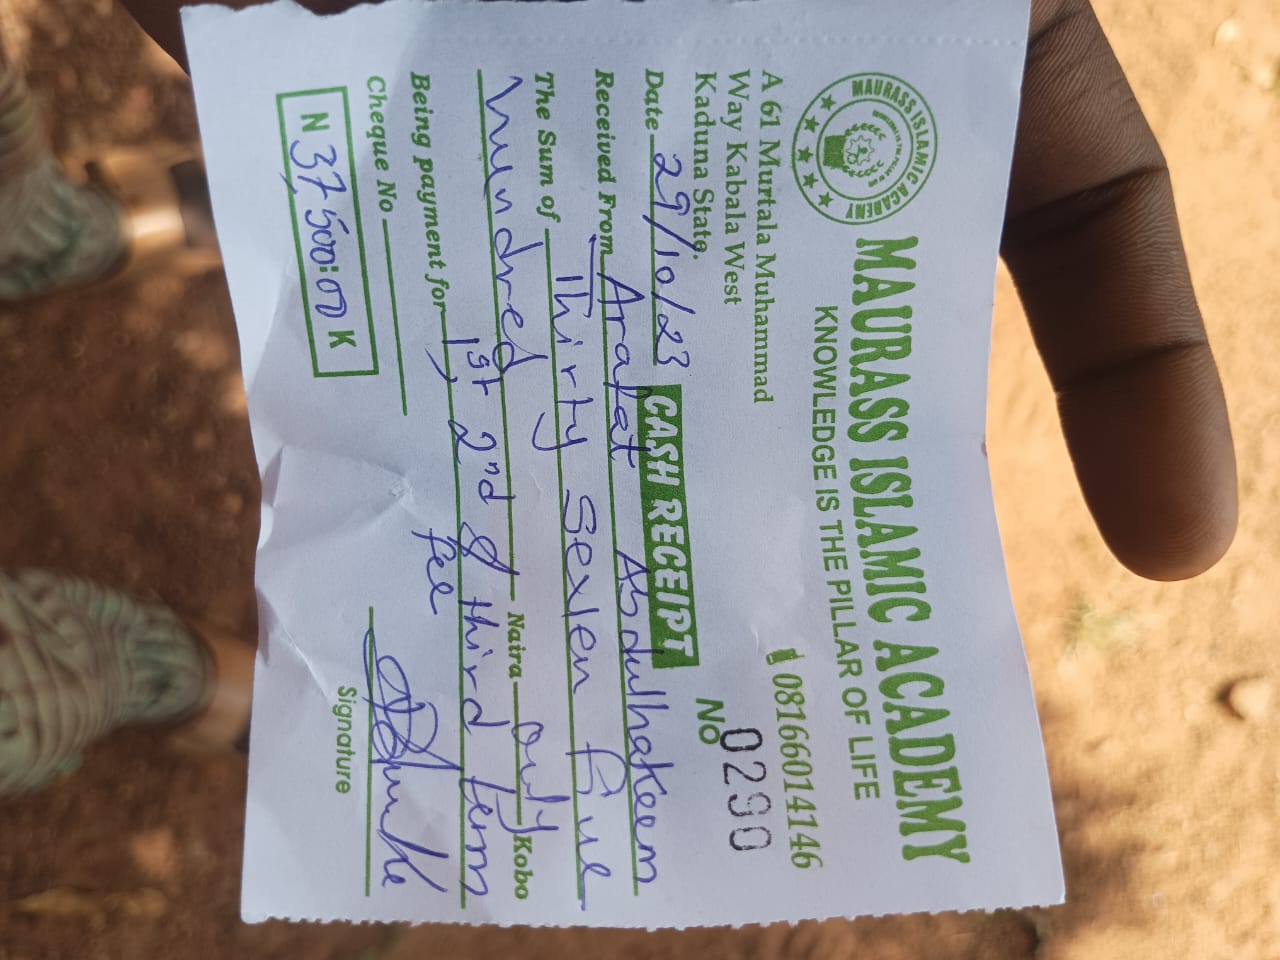 MAURASS ISLAMIC ACADEMY
MAURASS ISLAMIC ACADEMY
KNOWLEDGE IS THE PILLAR OF LIFE
A 61 Murtala Muhammad
Way Kabala West
Kaduna State.
08166014146
NO 0290
Date 29/10/23 CASH RECEIPT
Received From Arafat Abdulhakeem
The Sum of Thirty Sexlen five
hundred Naira only Kobo
Being payment for 1st, 2nd & third term
fee
Cheque No
N 37,500:00 K
Signature